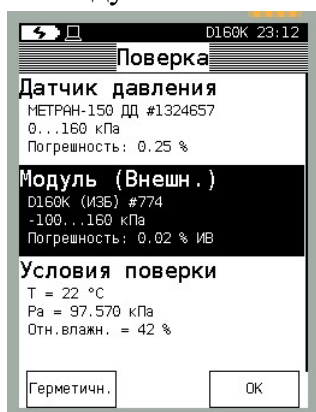 D160K 23:12
Поверка
Датчик давления
МЕТРАН-150 ДД #1324657
0...160 кПа
Погрешность: 0.25 %
Модуль (Внешн.)
D160K (ИЗБ) #774
-100...160 кПа
Погрешность: 0.02 % ИВ
Условия поверки
T = 22 °C
Pa = 97.570 кПа
Отн.влажн. = 42 %
Герметичн. OK